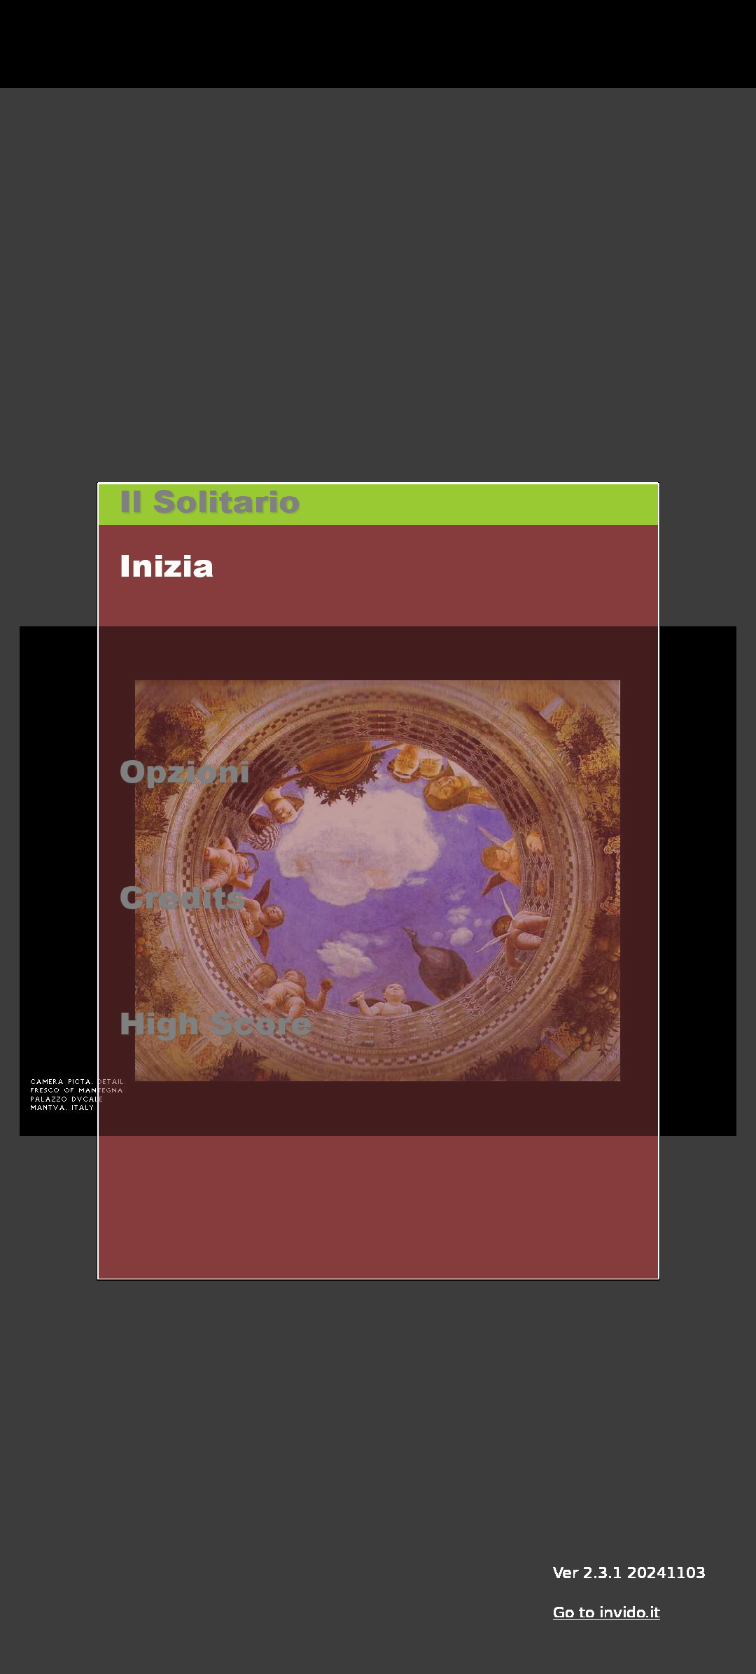 Il Solitario
Inizia
Opzioni
Credits
High Score
CAMERA PICTA, DETAIL
FRESCO OF MANTEGNA
PALAZZO DVCALE
MANTVA, ITALY
Ver 2.3.1 20241103
Go to invido.it